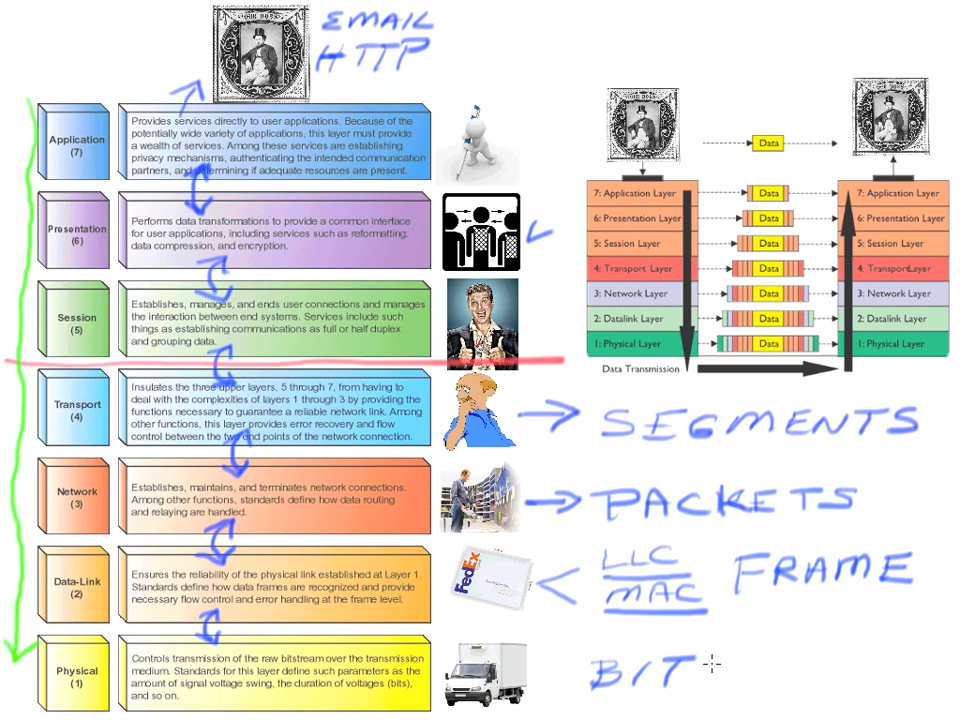 EMAIL
HTTP
Application
(7)
Provides services directly to user applications. Because of the
potentially wide variety of applications, this layer must provide
a wealth of services. Among these services are establishing
privacy mechanisms, authenticating the intended communication
partners, and determining if adequate resources are present.
Presentation
(6)
Performs data transformations to provide a common interface
for user applications, including services such as reformatting,
data compression, and encryption.
Session
(5)
Establishes, manages, and ends user connections and manages
the interaction between end systems. Services include such
things as establishing communications as full or half duplex
and grouping data.
Transport
(4)
Insulates the three upper layers, 5 through 7, from having to
deal with the complexities of layers 1 through 3 by providing the
functions necessary to guarantee a reliable network link. Among
other functions, this layer provides error recovery and flow
control between the two end points of the network connection.
Network
(3)
Establishes, maintains, and terminates network connections.
Among other functions, standards define how data routing
and relaying are handled.
Data-Link
(2)
Ensures the reliability of the physical link established at Layer 1.
Standards define how data frames are recognized and provide
necessary flow control and error handling at the frame level.
FedEx
Physical
(1)
Controls transmission of the raw bitstream over the transmission
medium. Standards for this layer define such parameters as the
amount of signal voltage swing, the duration of voltages (bits),
and so on.
Data
7: Application Layer Data 7: Application Layer
6: Presentation Layer Data 6: Presentation Layer
5: Session Layer Data 5: Session Layer
4: Transport Layer Data 4: TransportLayer
3: Network Layer Data 3: Network Layer
2: Datalink Layer Data 2: Datalink Layer
1: Physical Layer Data 1: Physical Layer
Data Transmission
SEGMENTS
PACKETS
LLC
MAC
FRAME
BIT